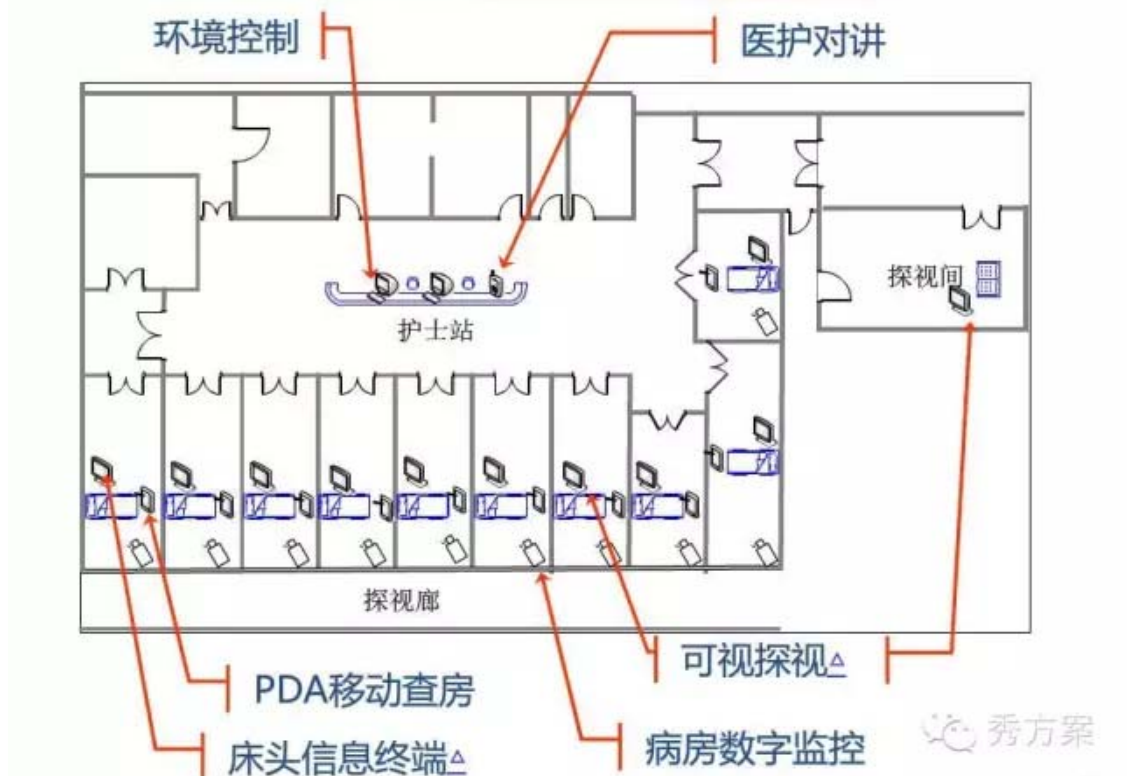 环境控制
医护对讲
探视间
护士站
探视廊
可视探视△
PDA移动查房
病房数字监控
床头信息终端△
秀方案